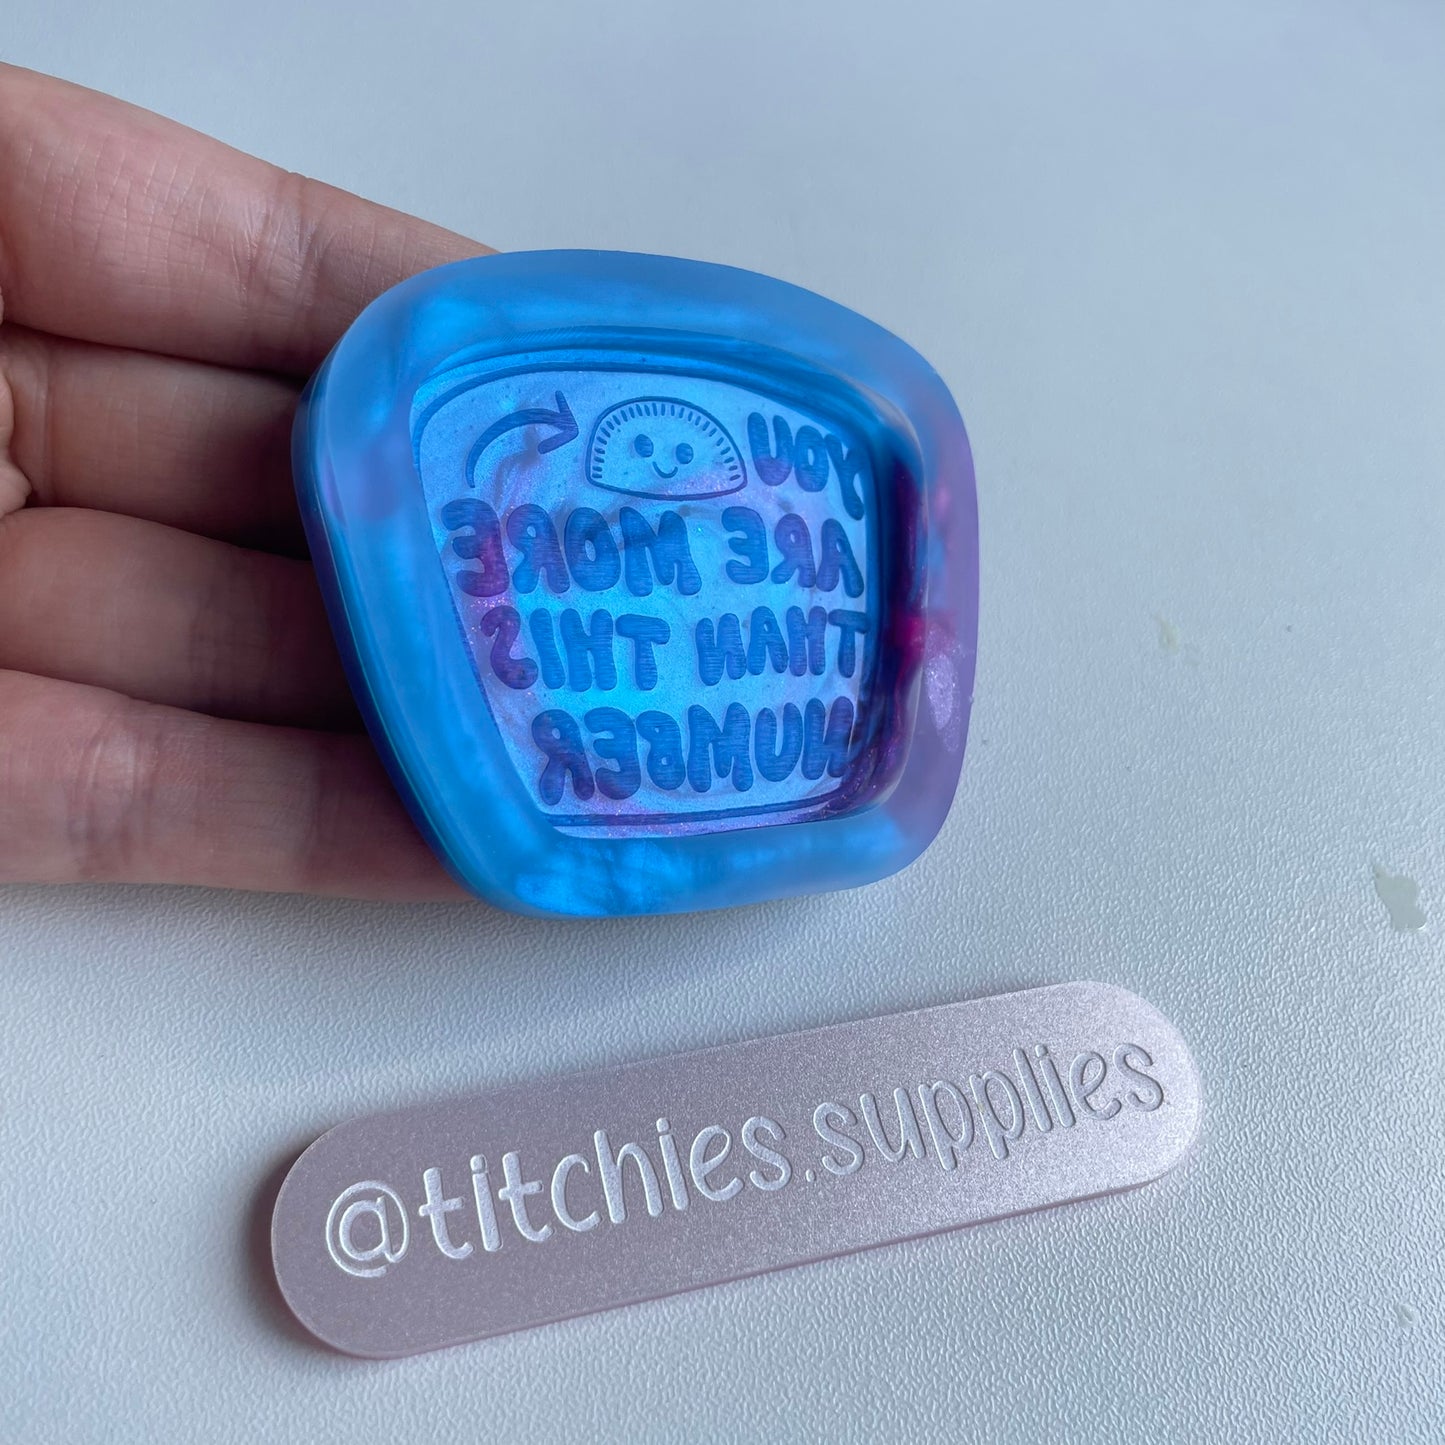 YOU
ARE MORE
THAN THIS
NUMBER
@titchies.supplies